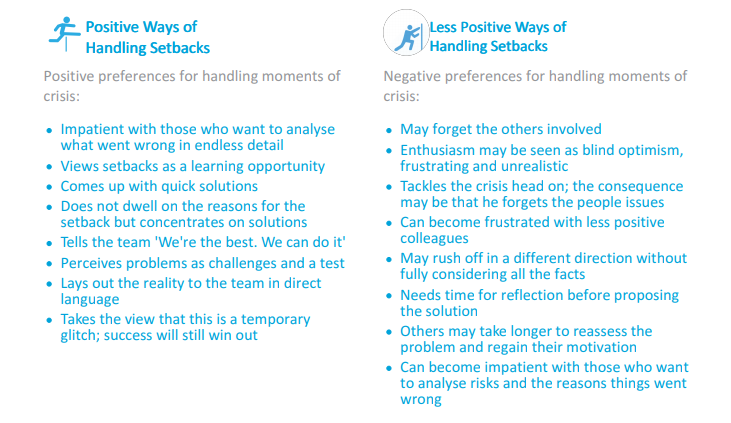 Positive Ways of
Handling Setbacks
Positive preferences for handling moments of
crisis:
• Impatient with those who want to analyse
what went wrong in endless detail
• Views setbacks as a learning opportunity
• Comes up with quick solutions
• Does not dwell on the reasons for the
setback but concentrates on solutions
• Tells the team 'We're the best. We can do it'
• Perceives problems as challenges and a test
• Lays out the reality to the team in direct
language
• Takes the view that this is a temporary
glitch; success will still win out
Less Positive Ways of
Handling Setbacks
Negative preferences for handling moments of
crisis:
• May forget the others involved
• Enthusiasm may be seen as blind optimism,
frustrating and unrealistic
• Tackles the crisis head on; the consequence
may be that he forgets the people issues
• Can become frustrated with less positive
colleagues
• May rush off in a different direction without
fully considering all the facts
• Needs time for reflection before proposing
the solution
• Others may take longer to reassess the
problem and regain their motivation
• Can become impatient with those who want
to analyse risks and the reasons things went
wrong